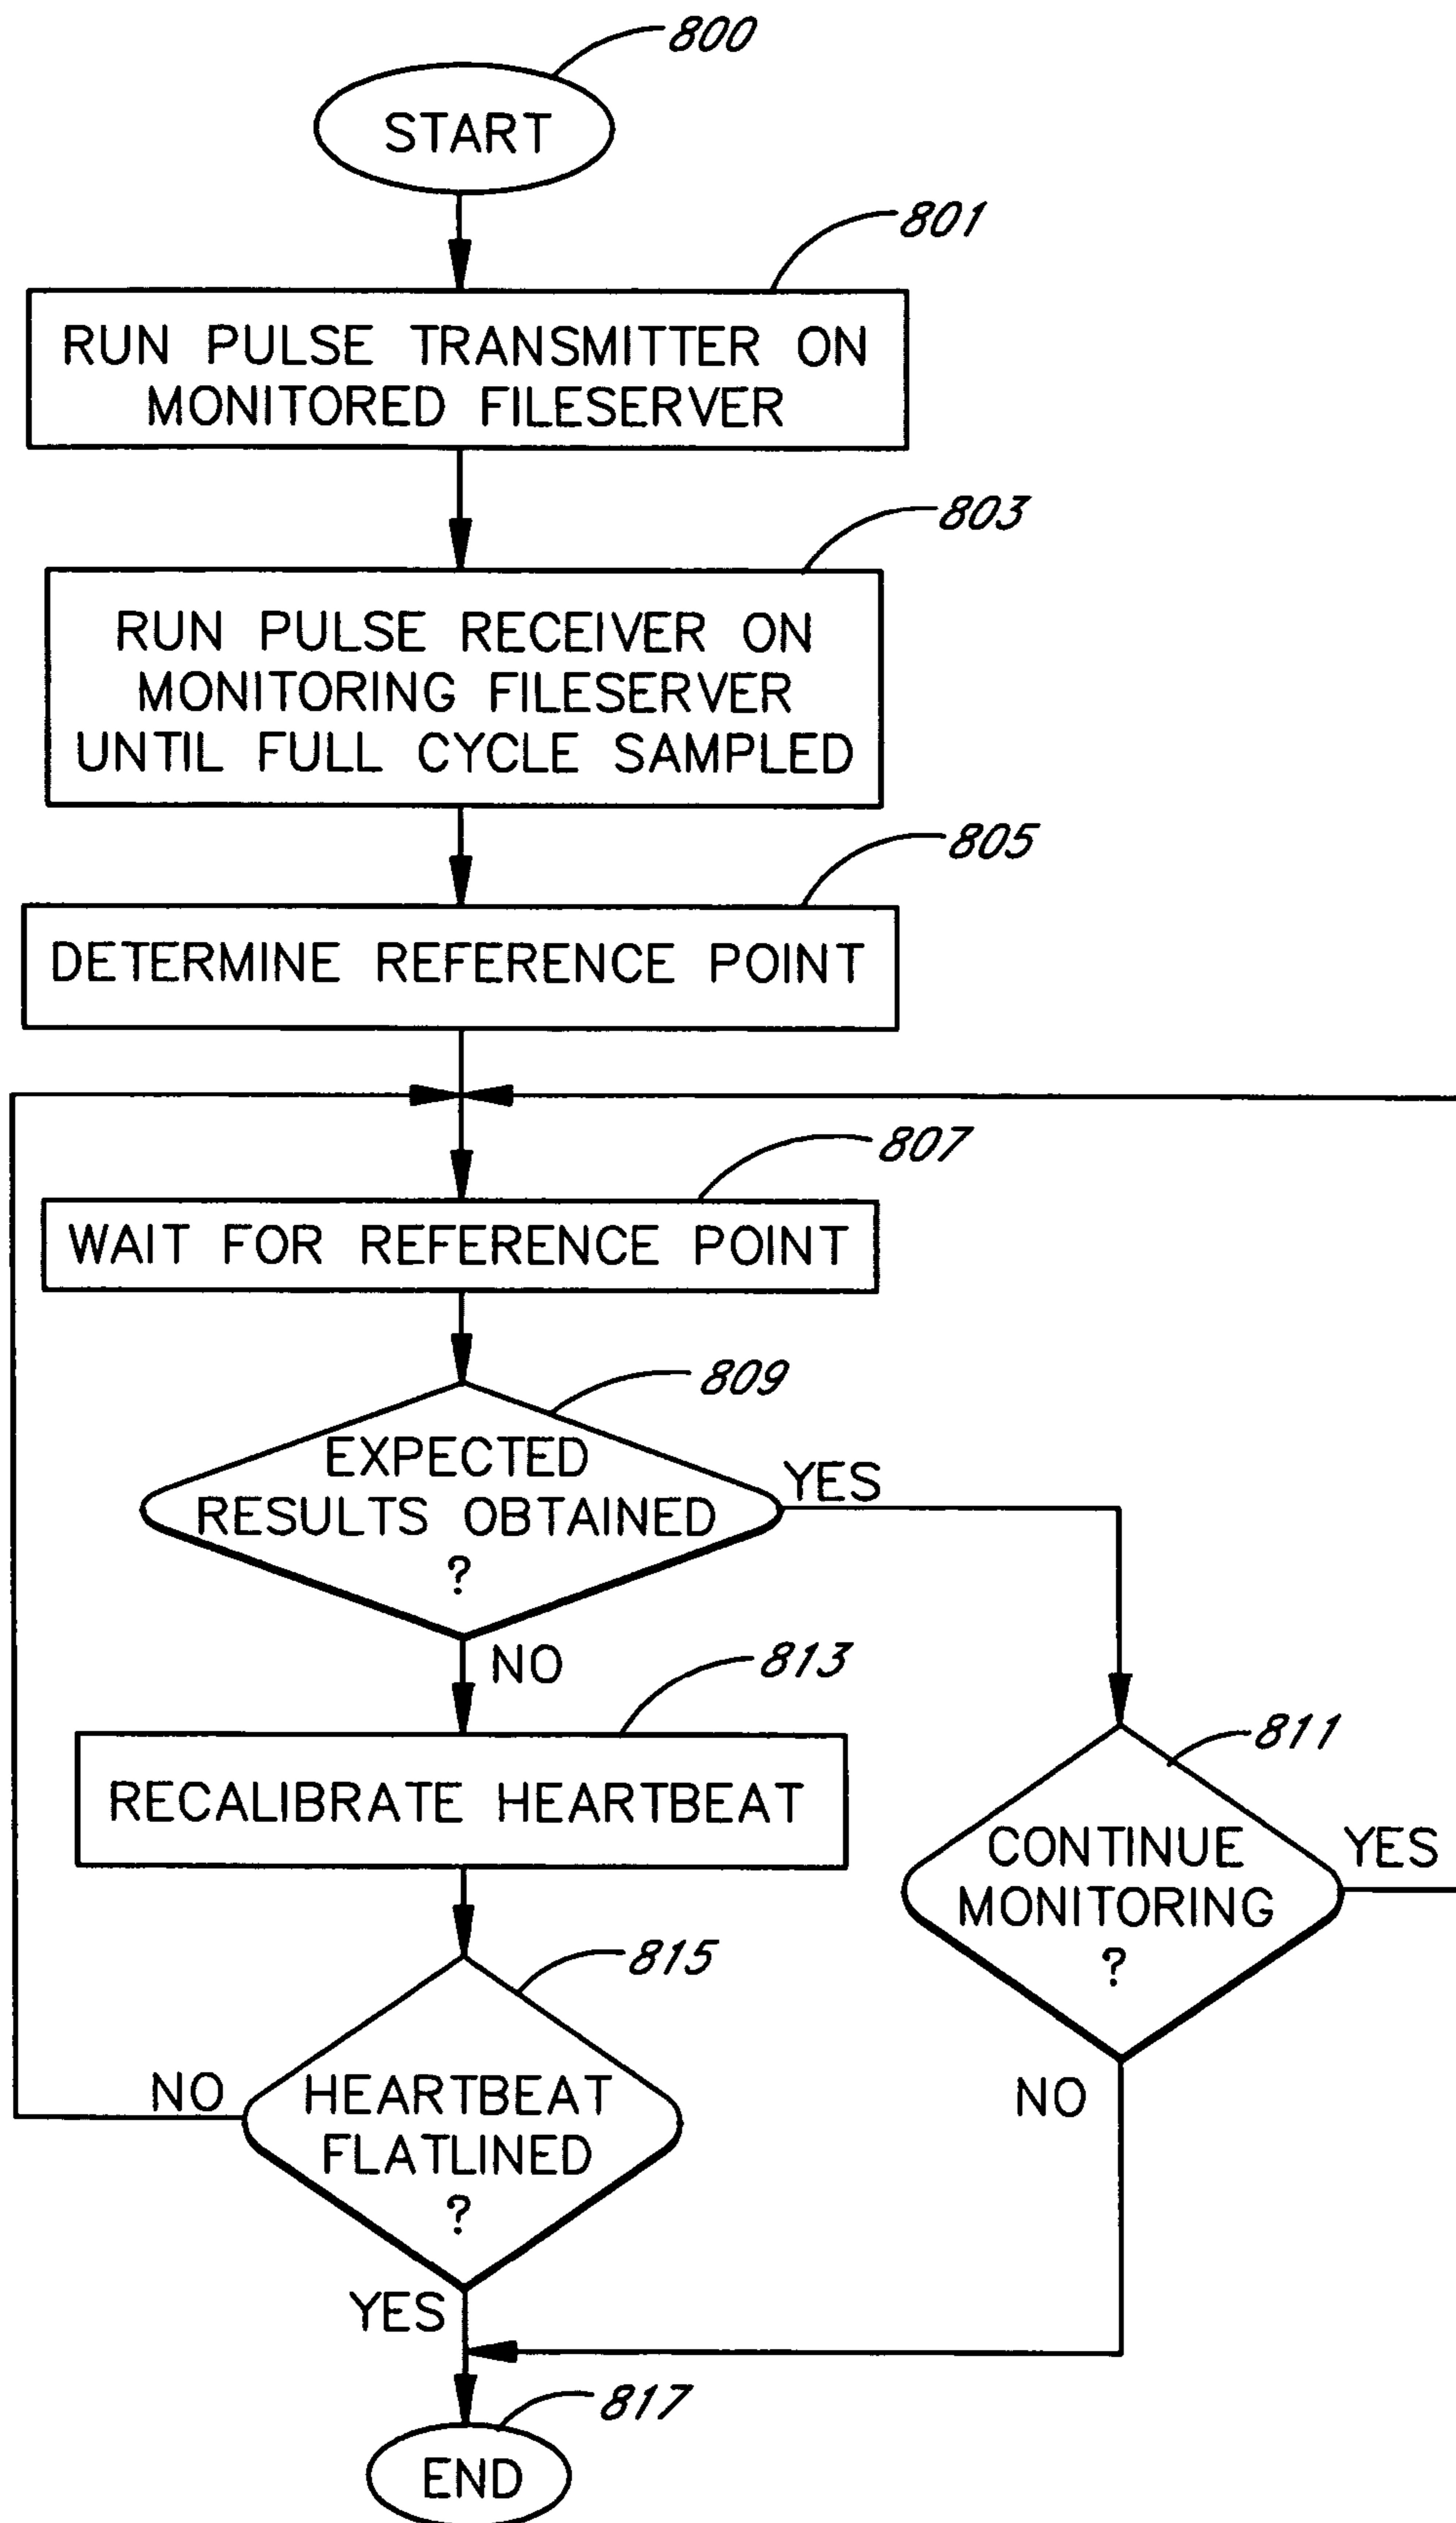 800
START
801
RUN PULSE TRANSMITTER ON
MONITORED FILESERVER
803
RUN PULSE RECEIVER ON
MONITORING FILESERVER
UNTIL FULL CYCLE SAMPLED
805
DETERMINE REFERENCE POINT
807
WAIT FOR REFERENCE POINT
809
EXPECTED
RESULTS OBTAINED
?
YES
NO
813
RECALIBRATE HEARTBEAT
811
CONTINUE
MONITORING
?
YES
NO
815
HEARTBEAT
FLATLINED
?
NO
YES
817
END